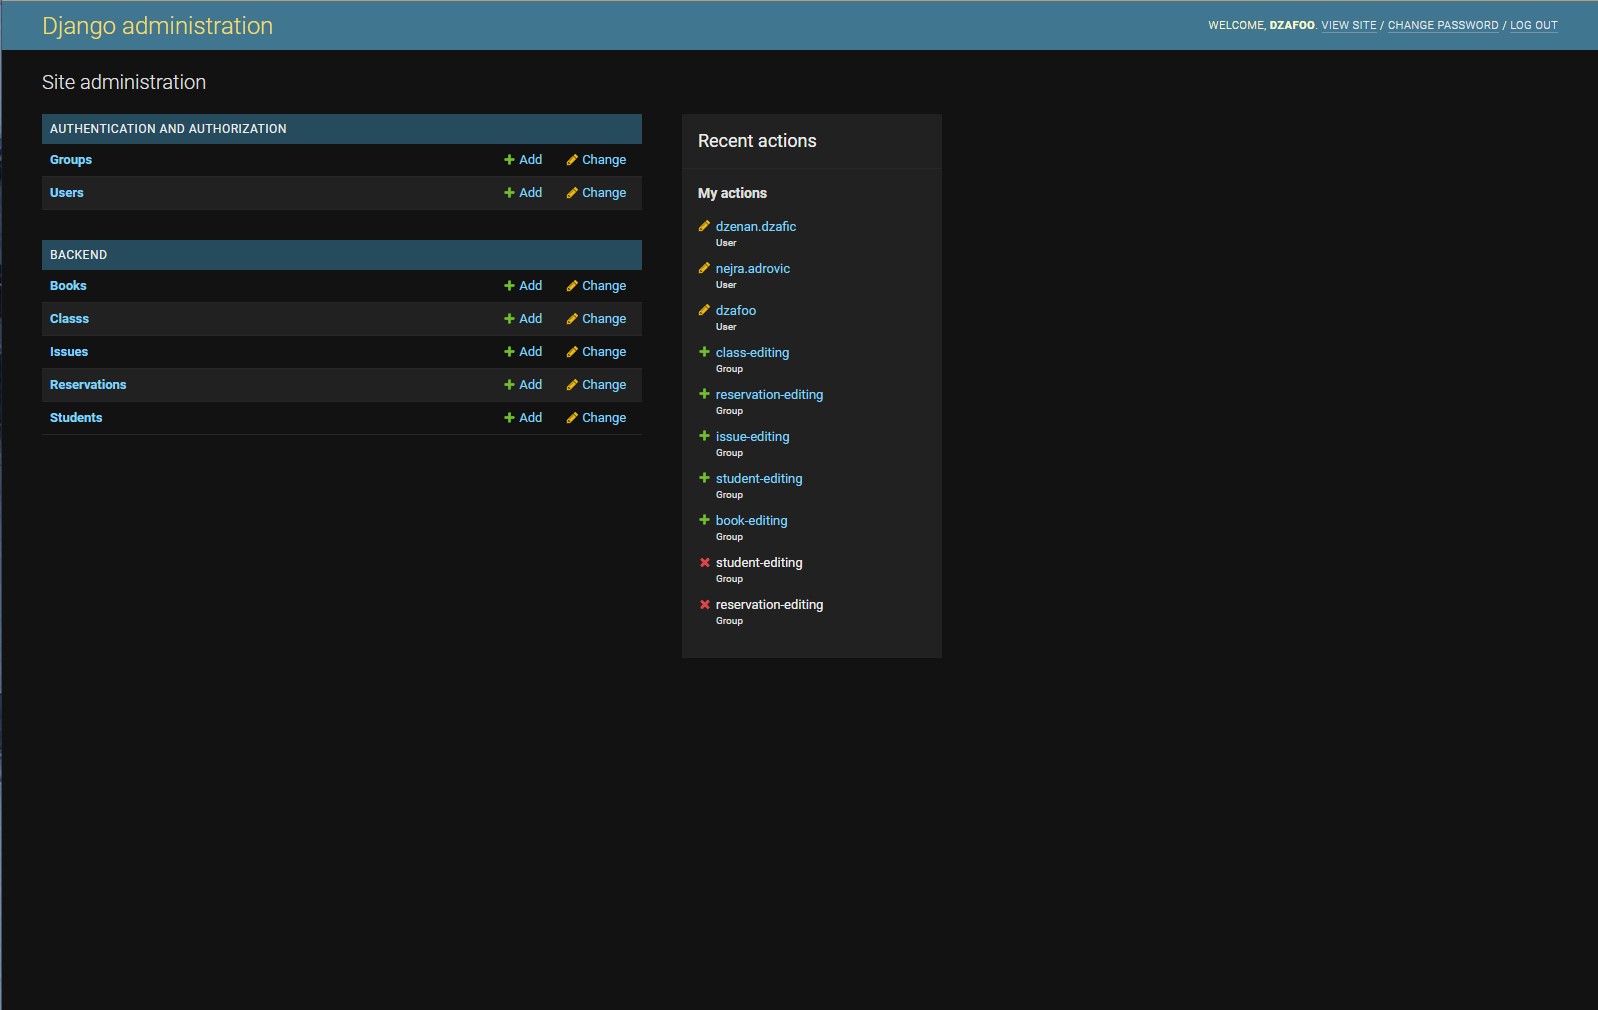 Django administration
WELCOME, DZAFOO. VIEW SITE / CHANGE PASSWORD / LOG OUT
Site administration
AUTHENTICATION AND AUTHORIZATION
Groups Add Change
Users Add Change
BACKEND
Books Add Change
Classs Add Change
Issues Add Change
Reservations Add Change
Students Add Change
Recent actions
My actions
dzenan.dzafic
User
nejra.adrovic
User
dzafoo
User
class-editing
Group
reservation-editing
Group
issue-editing
Group
student-editing
Group
book-editing
Group
student-editing
Group
reservation-editing
Group